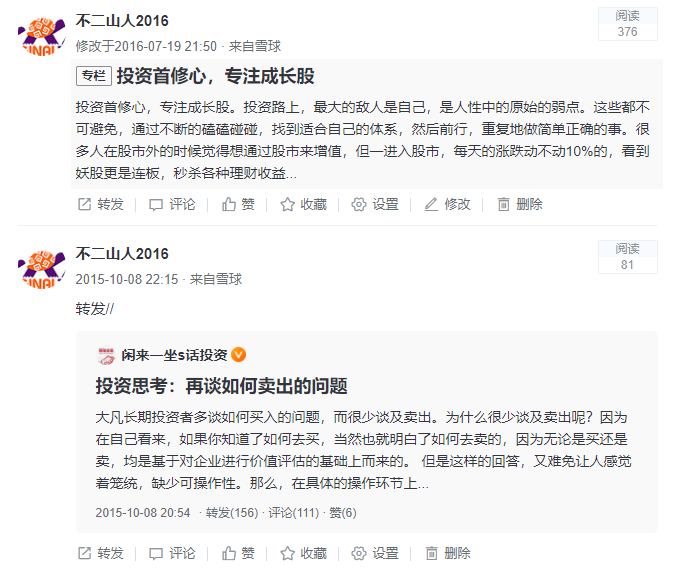 不二山人2016
阅读
376
修改于2016-07-19 21:50 · 来自雪球
专栏 投资首修心，专注成长股
投资首修心，专注成长股。投资路上，最大的敌人是自己，是人性中的原始的弱点。这些都不
可避免，通过不断的磕磕碰碰，找到适合自己的体系，然后前行，重复地做简单正确的事。很
多人在股市外的时候觉得想通过股市来增值，但一进入股市，每天的涨跌动不动10%的，看到
妖股更是连板，秒杀各种理财收益...
转发 评论 赞 收藏 设置 修改 删除
不二山人2016
阅读
81
2015-10-08 22:15 · 来自雪球
转发//
闲来一坐s话投资
投资思考：再谈如何卖出的问题
大凡长期投资者多谈如何买入的问题，而很少谈及卖出。为什么很少谈及卖出呢？因为
在自己看来，如果你知道了如何去买，当然也就明白了如何去卖的，因为无论是买还是
卖，均是基于对企业进行价值评估的基础上而来的。 但是这样的回答，又难免让人感觉
着笼统，缺少可操作性。那么，在具体的操作环节上...
2015-10-08 20:54 · 转发(156) · 评论(111) · 赞(6)
转发 评论 赞 收藏 设置 删除